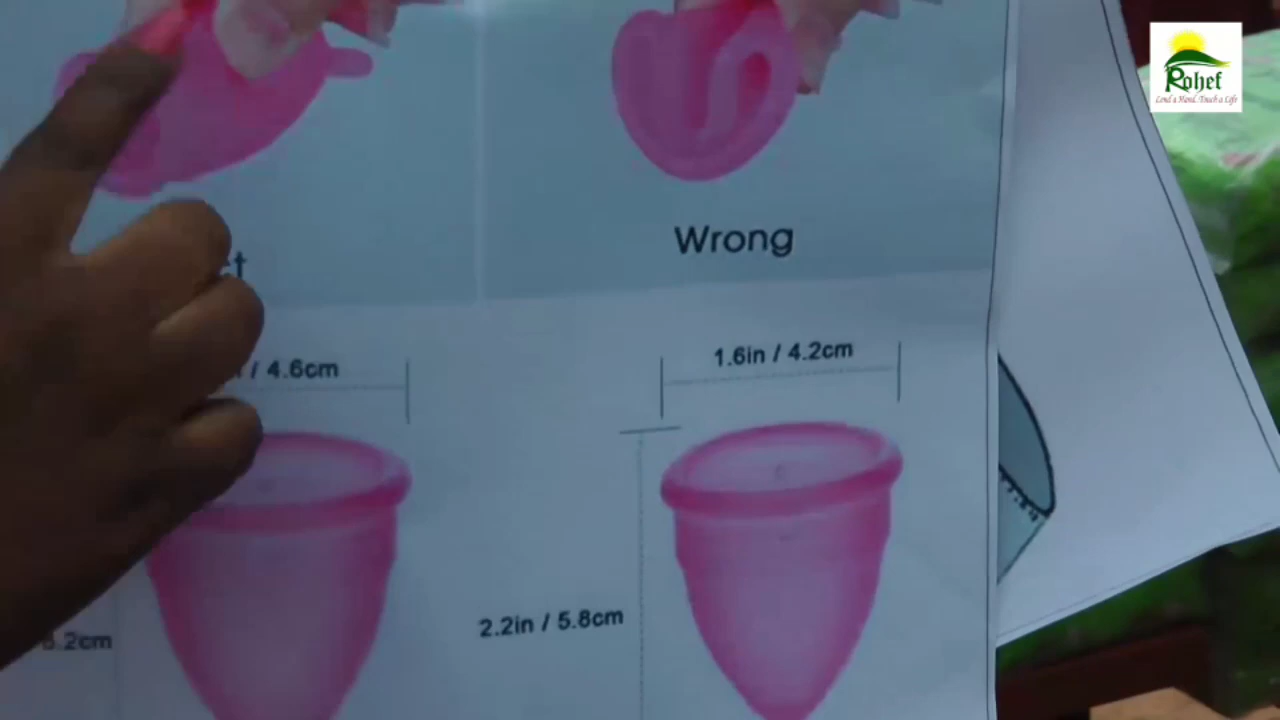 Rohef
Lend a Hand, Touch a Life
Wrong
/ 4.6cm
1.6in / 4.2cm
2.2in / 5.8cm